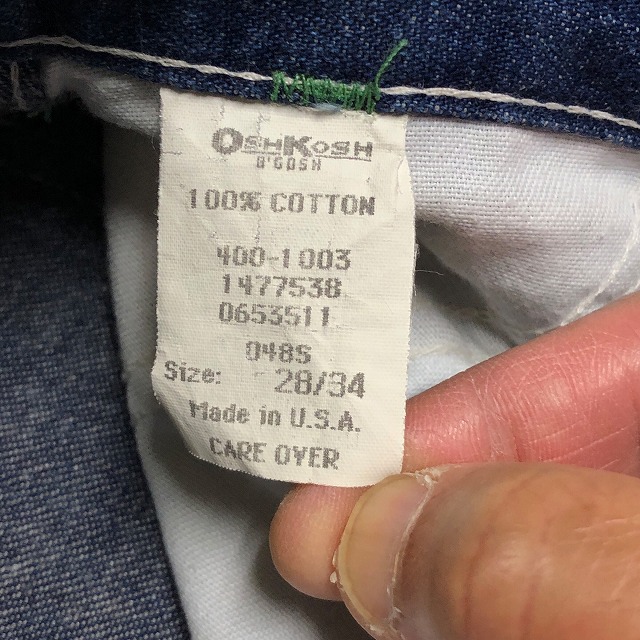 OSHKOSH
B'GOSH
100% COTTON
400-1003
1477538
0653511
048S
Size: 28/34
Made in U.S.A.
CARE OVER